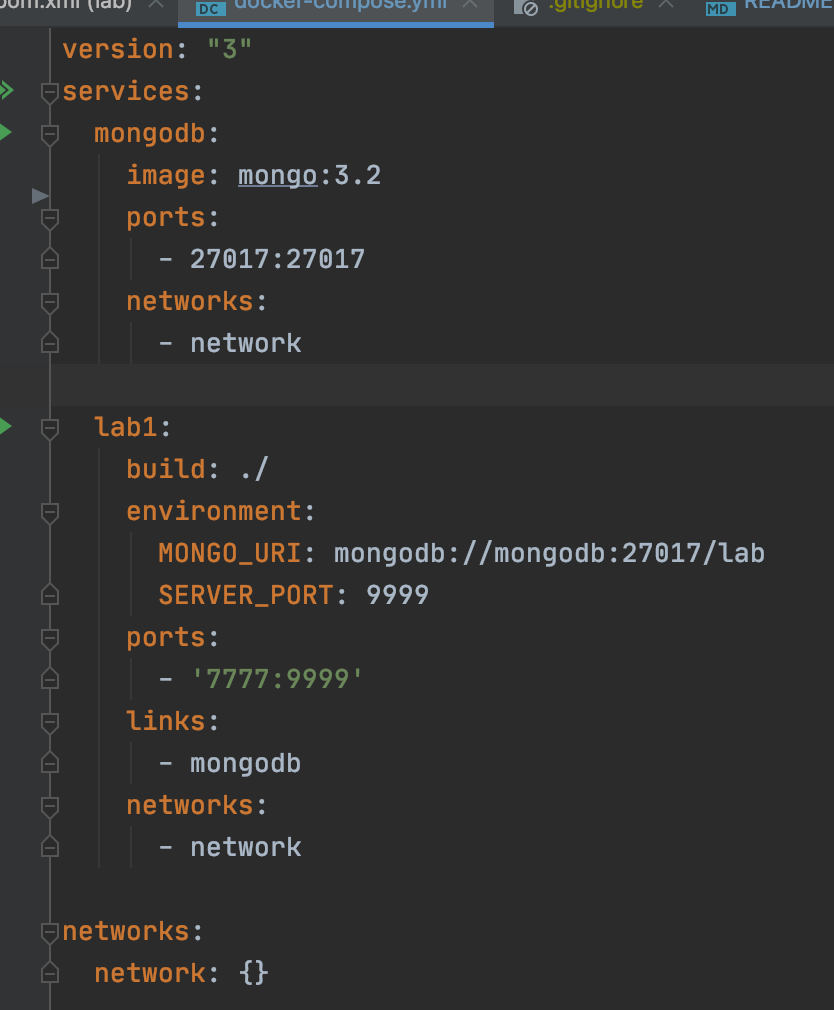 pom.xml (lab) DC docker-compose.yml .gitignore MD README
version: "3"
services:
  mongodb:
    image: mongo:3.2
    ports:
      - 27017:27017
    networks:
      - network
  lab1:
    build: ./
    environment:
      MONGO_URI: mongodb://mongodb:27017/lab
      SERVER_PORT: 9999
    ports:
      - '7777:9999'
    links:
      - mongodb
    networks:
      - network
networks:
  network: {}